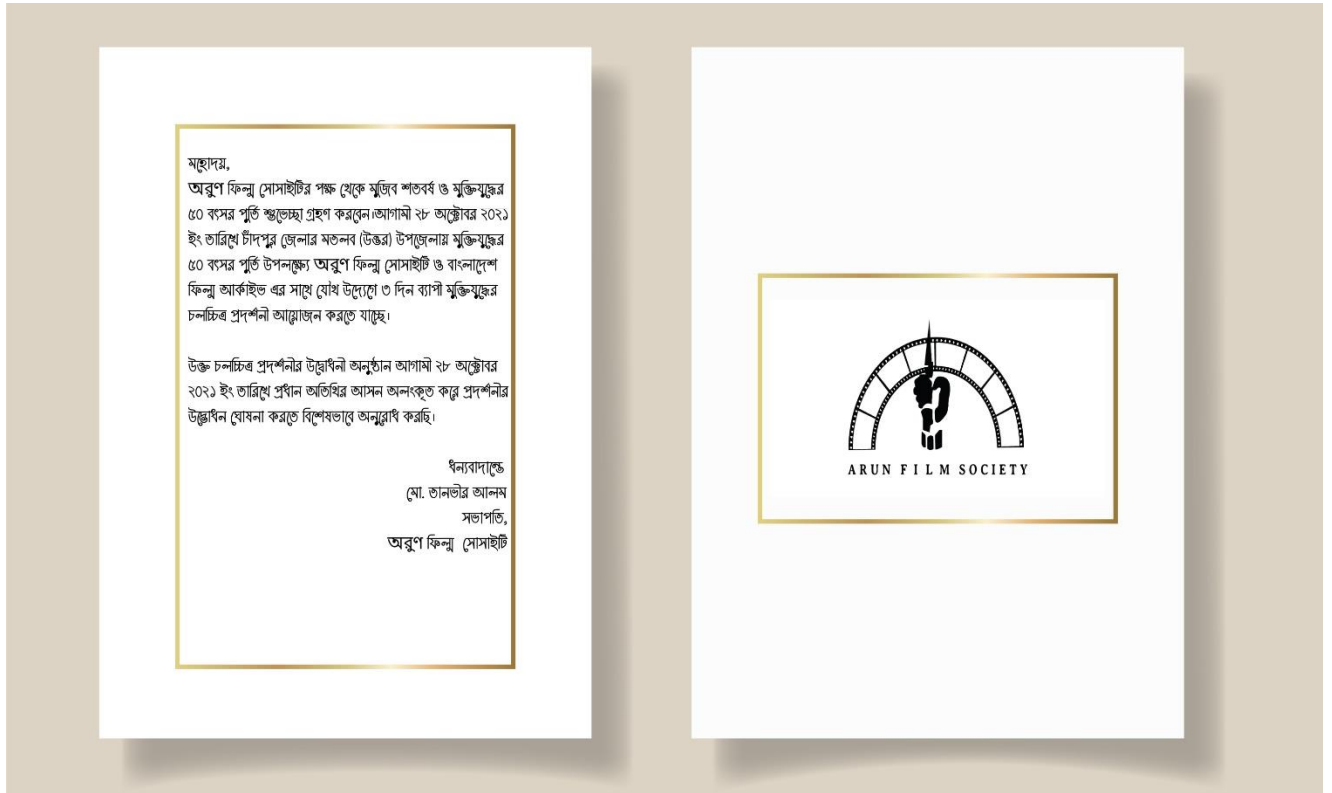 মহোদয়,
অরুণ ফিল্ম সোসাইটির পক্ষ থেকে মুজিব শতবর্ষ ও মুক্তিযুদ্ধের
৫০ বৎসর পুর্তি শুভেচ্ছা গ্রহণ করবেন।আগামী ২৮ অক্টোবর ২০২১
ইং তারিখে চাঁদপুর জেলার মতলব (উত্তর) উপজেলায় মুক্তিযুদ্ধের
৫০ বৎসর পুর্তি উপলক্ষ্যে অরুণ ফিল্ম সোসাইটি ও বাংলাদেশ
ফিল্ম আর্কাইভ এর সাথে যৌথ উদ্যেগে ৩ দিন ব্যাপী মুক্তিযুদ্ধের
চলচ্চিত্র প্রদর্শনী আয়োজন করতে যাচ্ছে।
উক্ত চলচ্চিত্র প্রদর্শনীর উদ্বোধনী অনুষ্ঠান আগামী ২৮ অক্টোবর
২০২১ ইং তারিখে প্রধান অতিথির আসন অলংকৃত করে প্রদর্শনীর
উদ্ভোধন ঘোষনা করতে বিশেষভাবে অনুরোধ করছি।
ধন্যবাদান্তে
মো. তানভীর আলম
সভাপতি,
অরুণ ফিল্ম সোসাইটি
ARUN FILM SOCIETY